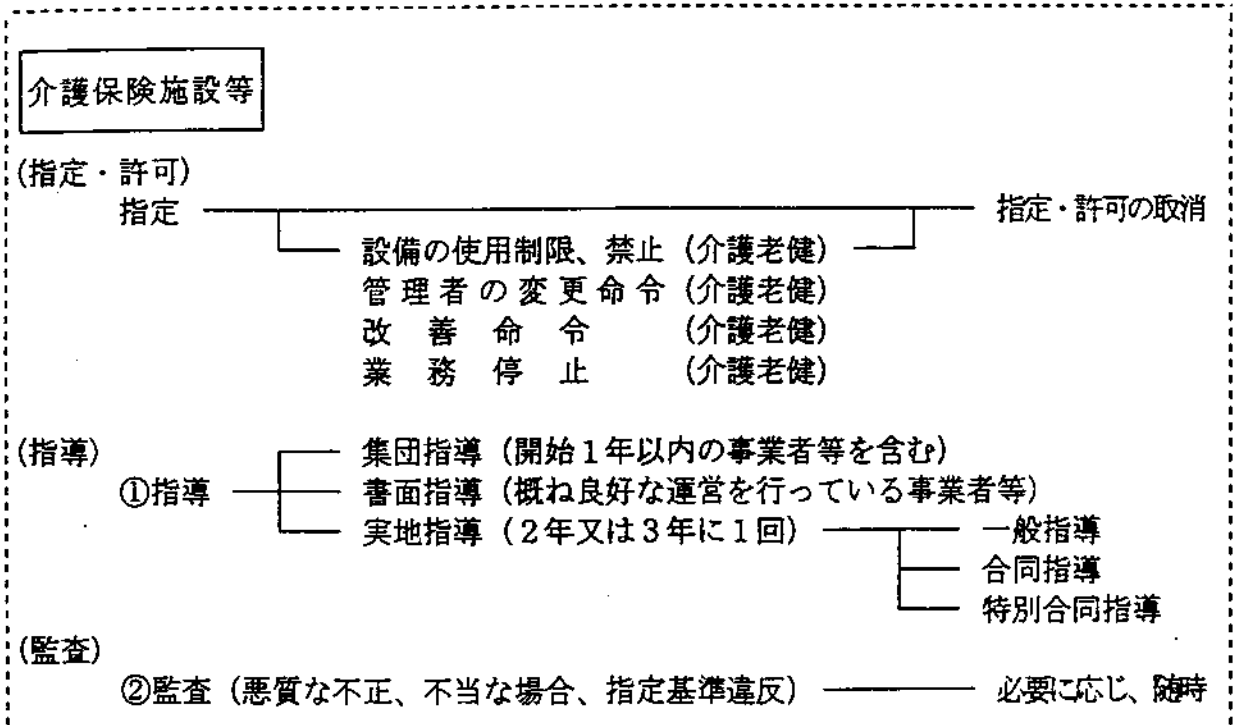 介護保険施設等
(指定・許可)
指定 指定・許可の取消
設備の使用制限、禁止 (介護老健)
管理者の変更命令 (介護老健)
改善命令 (介護老健)
業務停止 (介護老健)
(指導)
集団指導 (開始1年以内の事業者等を含む)
①指導 書面指導 (概ね良好な運営を行っている事業者等)
実地指導 (2年又は3年に1回) 一般指導
合同指導
特別合同指導
(監査)
②監査 (悪質な不正、不当な場合、指定基準違反) 必要に応じ、随時